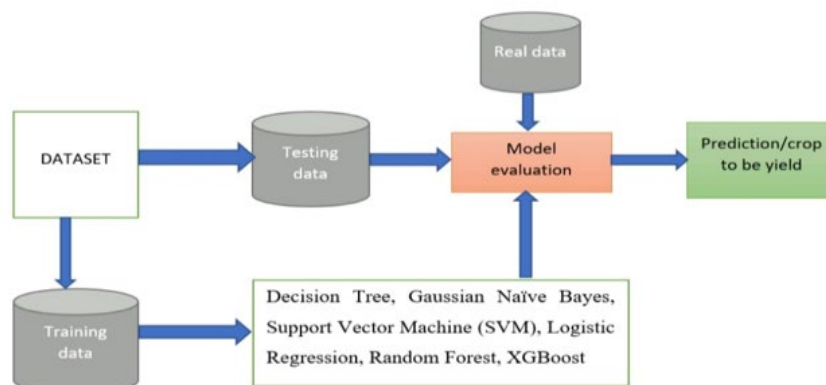 Real data
DATASET
Testing
data
Model
evaluation
Prediction/crop
to be yield
Training
data
Decision Tree, Gaussian Naïve Bayes,
Support Vector Machine (SVM), Logistic
Regression, Random Forest, XGBoost